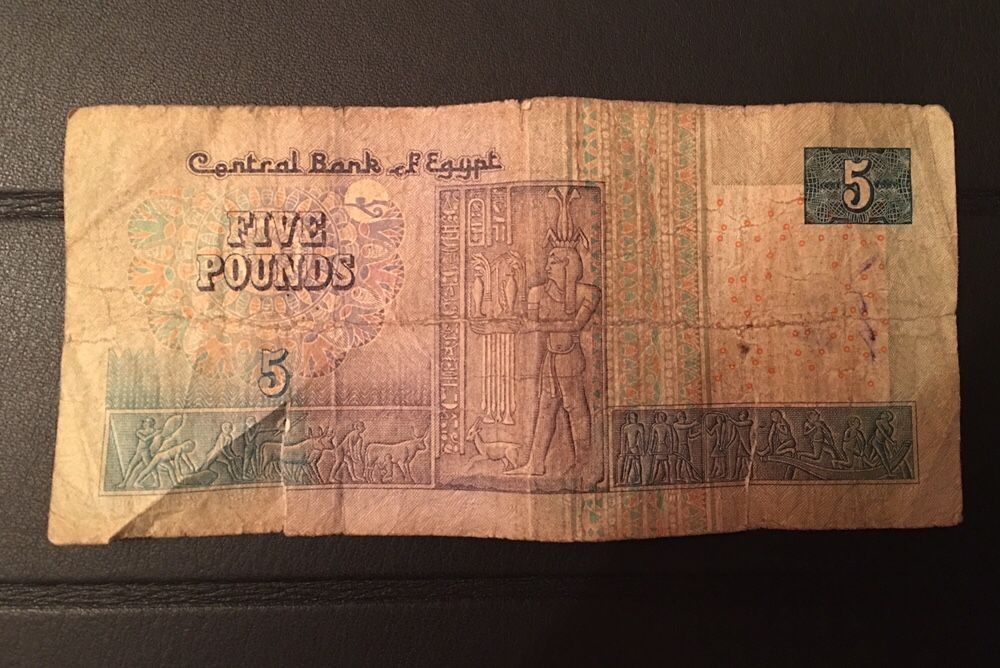 Central Bank of Egypt
FIVE
POUNDS
5
5